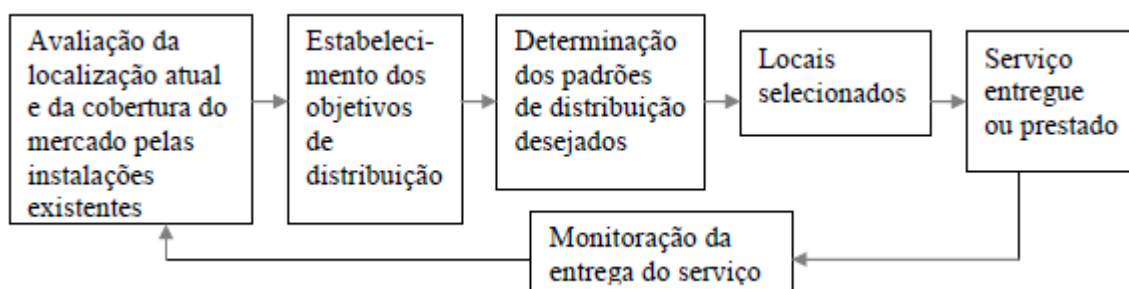 Avaliação da
localização atual
e da cobertura do
mercado pelas
instalações
existentes
Estabeleci-
mento dos
objetivos
de
distribuição
Determinação
dos padrões
de distribuição
desejados
Locais
selecionados
Serviço
entregue
ou prestado
Monitoração da
entrega do serviço